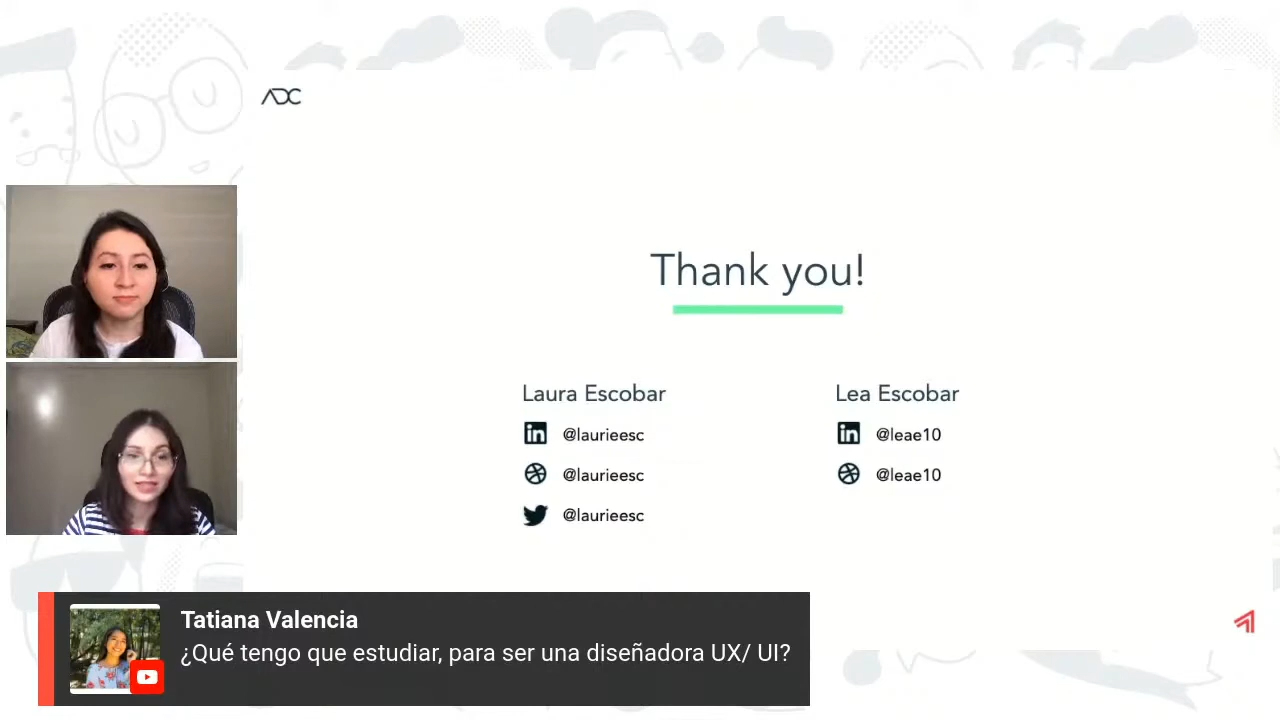 ADC
Thank you!
Laura Escobar
@laurieesc
@laurieesc
@laurieesc
Lea Escobar
@leae10
@leae10
Tatiana Valencia
¿Qué tengo que estudiar, para ser una diseñadora UX/ UI?